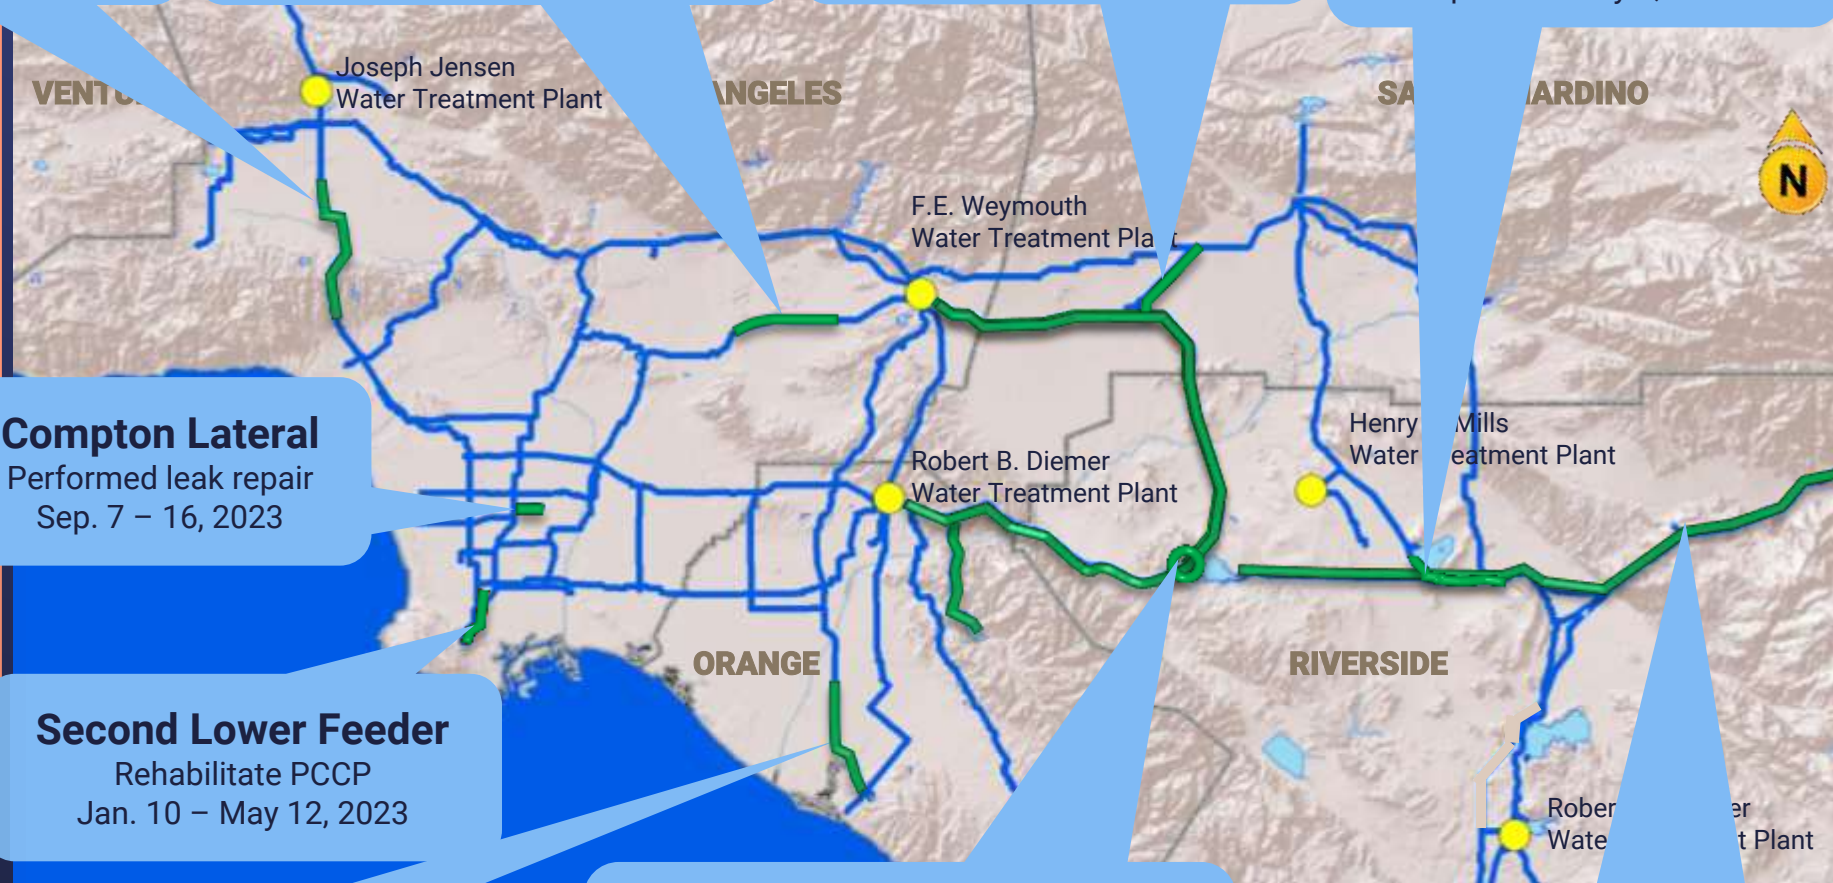 Joseph Jensen
Water Treatment Plant
ANGELES
ARDINO
N
F.E. Weymouth
Water Treatment Plant
Compton Lateral
Performed leak repair
Sep. 7 – 16, 2023
Henry Mills
Water eatment Plant
Robert B. Diemer
Water Treatment Plant
ORANGE
RIVERSIDE
Second Lower Feeder
Rehabilitate PCCP
Jan. 10 – May 12, 2023
Rober er
Wate t Plant